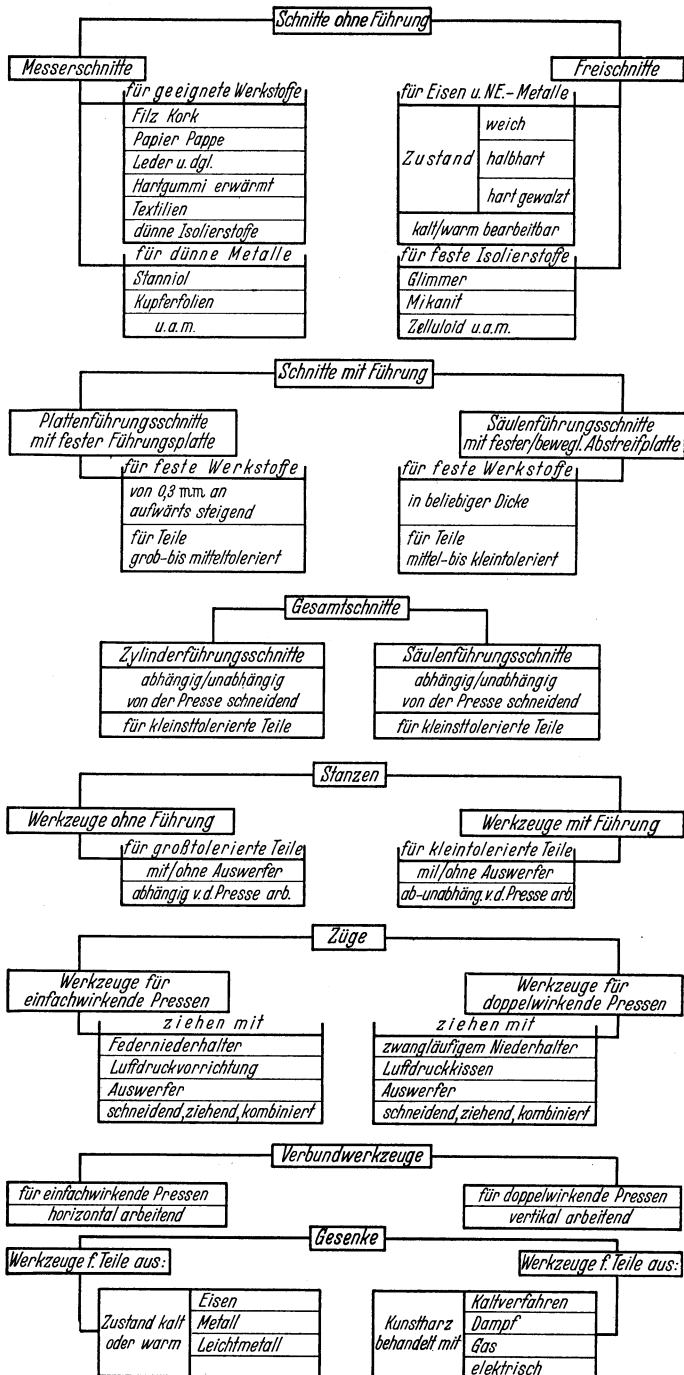 Schnitte ohne Führung
Messerschnitte
für geeignete Werkstoffe
Filz Kork
Papier Pappe
Leder u. dgl.
Hartgummi erwärmt
Textilien
dünne Isolierstoffe
für dünne Metalle
Stanniol
Kupferfolien
u.a.m.
Freischnitte
für Eisen u. NE.-Metalle
Zustand
weich
halbhart
hart gewalzt
kalt/warm bearbeitbar
für feste Isolierstoffe
Glimmer
Mikanit
Zelluloid u.a.m.
Schnitte mit Führung
Plattenführungsschnitte
mit fester Führungsplatte
für feste Werkstoffe
von 0,3 mm an
aufwärts steigend
für Teile
grob-bis mitteltoleriert
Säulenführungsschnitte
mit fester/bewegl. Abstreifplatte
für feste Werkstoffe
in beliebiger Dicke
für Teile
mittel-bis kleintoleriert
Gesamtschnitte
Zylinderführungsschnitte
abhängig/unabhängig
von der Presse schneidend
für kleinsttolerierte Teile
Säulenführungsschnitte
abhängig/unabhängig
von der Presse schneidend
für kleinsttolerierte Teile
Stanzen
Werkzeuge ohne Führung
für großtolerierte Teile
mit/ohne Auswerfer
abhängig v.d. Presse arb.
Werkzeuge mit Führung
für kleintolerierte Teile
mit/ohne Auswerfer
ab-unabhäng. v.d. Presse arb.
Züge
Werkzeuge für
einfachwirkende Pressen
ziehen mit
Federniederhalter
Luftdruckvorrichtung
Auswerfer
schneidend, ziehend, kombiniert
Werkzeuge für
doppelwirkende Pressen
ziehen mit
zwangläufigem Niederhalter
Luftdruckkissen
Auswerfer
schneidend, ziehend, kombiniert
Verbundwerkzeuge
für einfachwirkende Pressen
horizontal arbeitend
für doppelwirkende Pressen
vertikal arbeitend
Gesenke
Werkzeuge f. Teile aus:
Zustand kalt
oder warm
Eisen
Metall
Leichtmetall
Werkzeuge f. Teile aus:
Kunstharz
behandelt mit
Kaltverfahren
Dampf
Gas
elektrisch